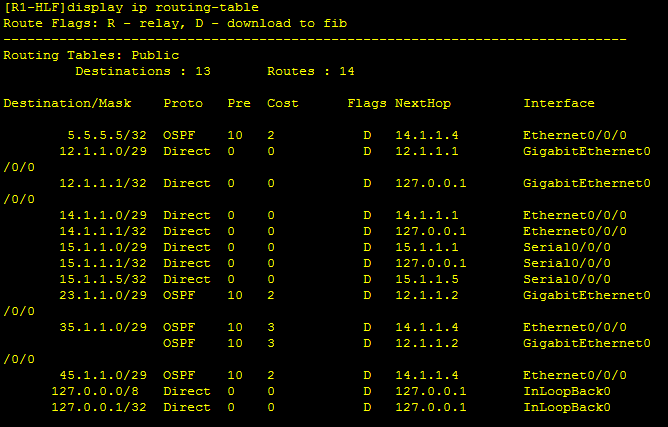 [R1-HLF]display ip routing-table
Route Flags: R - relay, D - download to fib
------------------------------------------------------------------------------
Routing Tables: Public
         Destinations : 13       Routes : 14

Destination/Mask    Proto   Pre  Cost      Flags NextHop         Interface

        5.5.5.5/32  OSPF    10   2           D   14.1.1.4        Ethernet0/0/0
       12.1.1.0/29  Direct  0    0           D   12.1.1.1        GigabitEthernet0
/0/0
       12.1.1.1/32  Direct  0    0           D   127.0.0.1       GigabitEthernet0
/0/0
       14.1.1.0/29  Direct  0    0           D   14.1.1.1        Ethernet0/0/0
       14.1.1.1/32  Direct  0    0           D   127.0.0.1       Ethernet0/0/0
       15.1.1.0/29  Direct  0    0           D   15.1.1.1        Serial0/0/0
       15.1.1.1/32  Direct  0    0           D   127.0.0.1       Serial0/0/0
       15.1.1.5/32  Direct  0    0           D   15.1.1.5        Serial0/0/0
       23.1.1.0/29  OSPF    10   2           D   12.1.1.2        GigabitEthernet0
/0/0
       35.1.1.0/29  OSPF    10   3           D   14.1.1.4        Ethernet0/0/0
                    OSPF    10   3           D   12.1.1.2        GigabitEthernet0
/0/0
       45.1.1.0/29  OSPF    10   2           D   14.1.1.4        Ethernet0/0/0
      127.0.0.0/8   Direct  0    0           D   127.0.0.1       InLoopBack0
      127.0.0.1/32  Direct  0    0           D   127.0.0.1       InLoopBack0